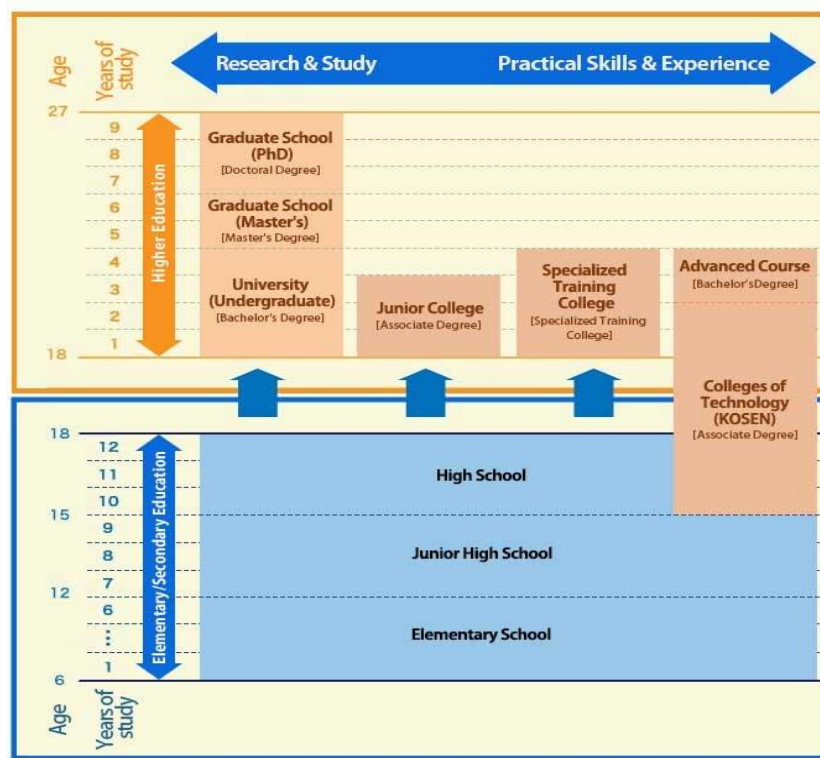 Age
Years of
study
Research & Study
Practical Skills & Experience
27
9
8
7
6
5
4
3
2
1
18
Higher Education
Graduate School
(PhD)
[Doctoral Degree]
Graduate School
(Master's)
[Master's Degree]
University
(Undergraduate)
[Bachelor's Degree]
Junior College
[Associate Degree]
Specialized
Training
College
[Specialized Training
College]
Advanced Course
[Bachelor'sDegree]
Colleges of
Technology
(KOSEN)
[Associate Degree]
18
12
11
10
15
9
8
7
12
6
⋮
1
6
Elementary/Secondary Education
High School
Junior High School
Elementary School
Age
Years of
study